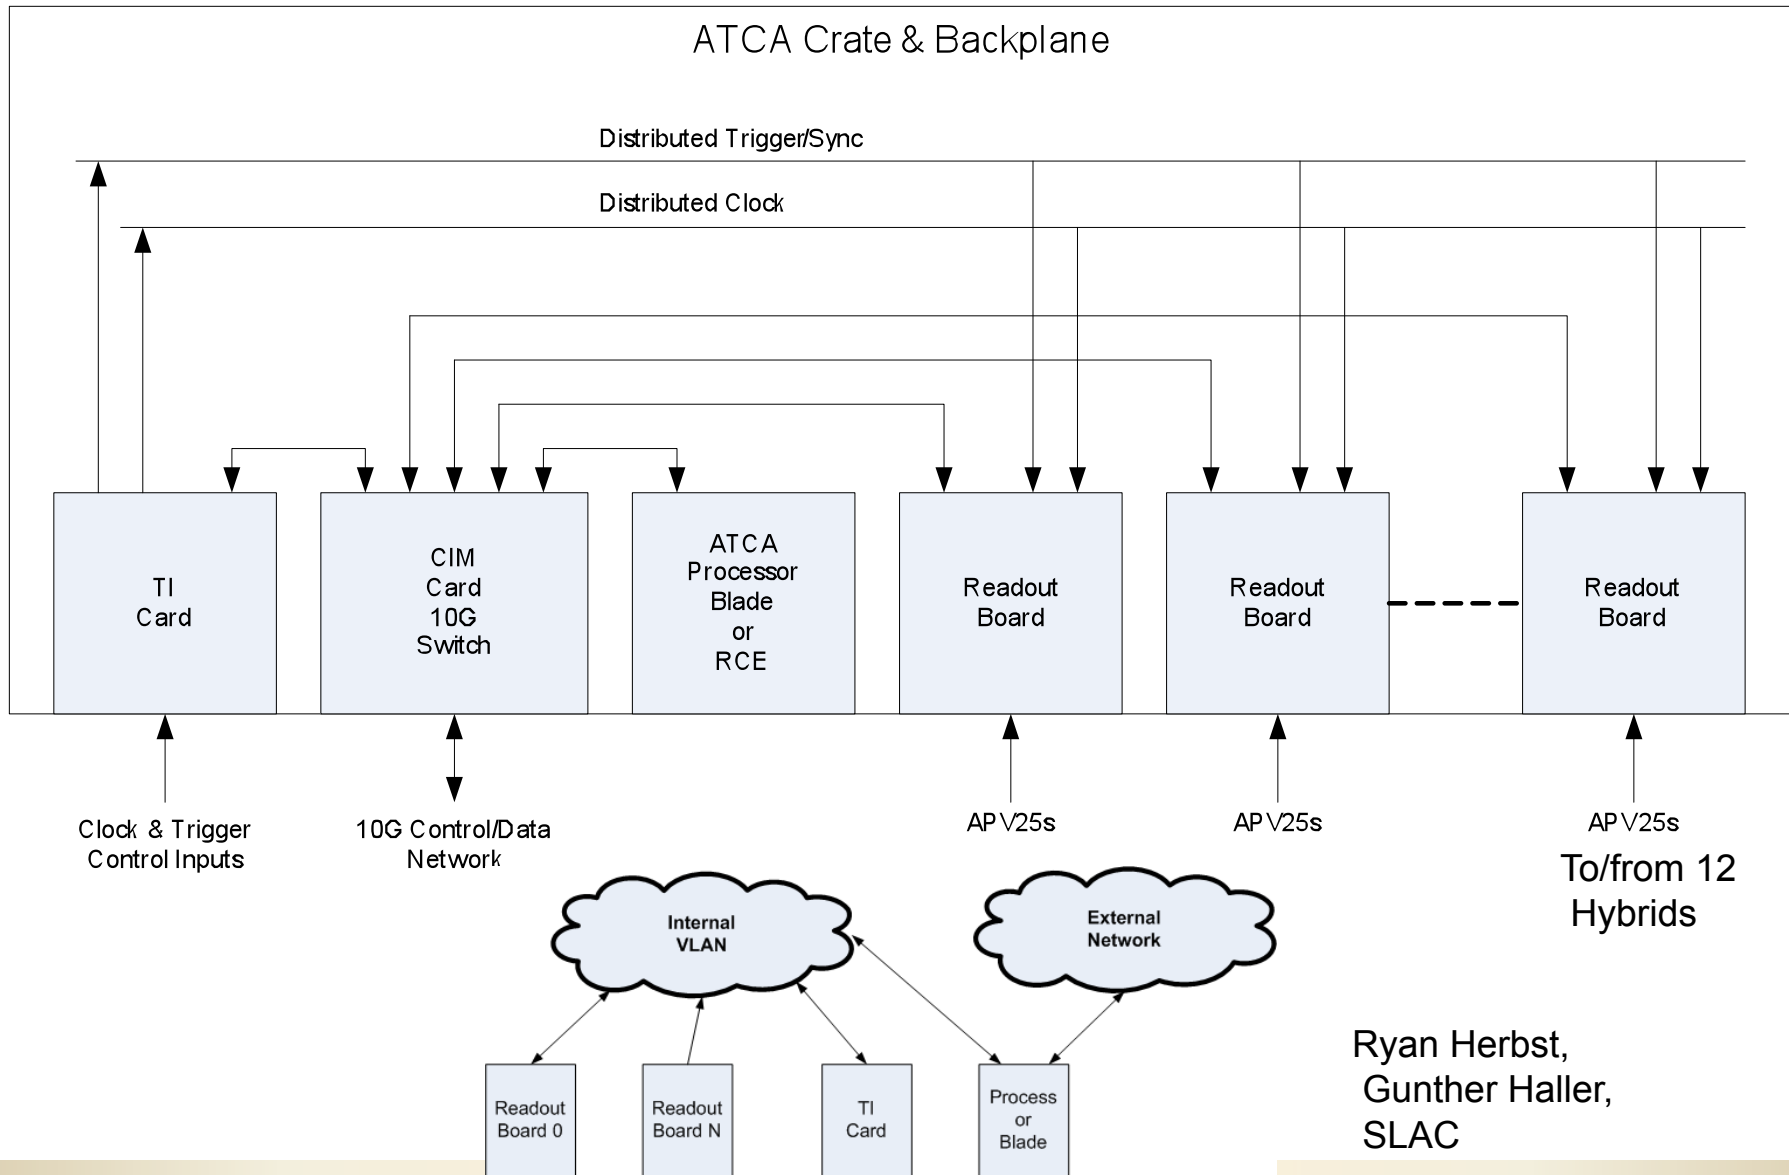 ATCA Crate & Backplane
Distributed Trigger/Sync
Distributed Clock
TI
Card
CIM
Card
10G
Switch
ATCA
Processor
Blade
or
RCE
Readout
Board
Readout
Board
Readout
Board
Clock & Trigger
Control Inputs
10G Control/Data
Network
APV25s
APV25s
APV25s
To/from 12
Hybrids
Internal
VLAN
External
Network
Readout
Board 0
Readout
Board N
TI
Card
Process
or
Blade
Ryan Herbst,
Gunther Haller,
SLAC